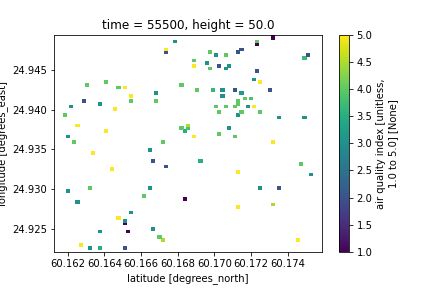 time = 55500, height = 50.0
24.945
24.940
24.935
24.930
24.925
longitude [degrees_east]
60.162 60.164 60.166 60.168 60.170 60.172 60.174
latitude [degrees_north]
5.0
4.5
4.0
3.5
3.0
2.5
2.0
1.5
1.0
air quality index [unitless,
1.0 to 5.0] [None]